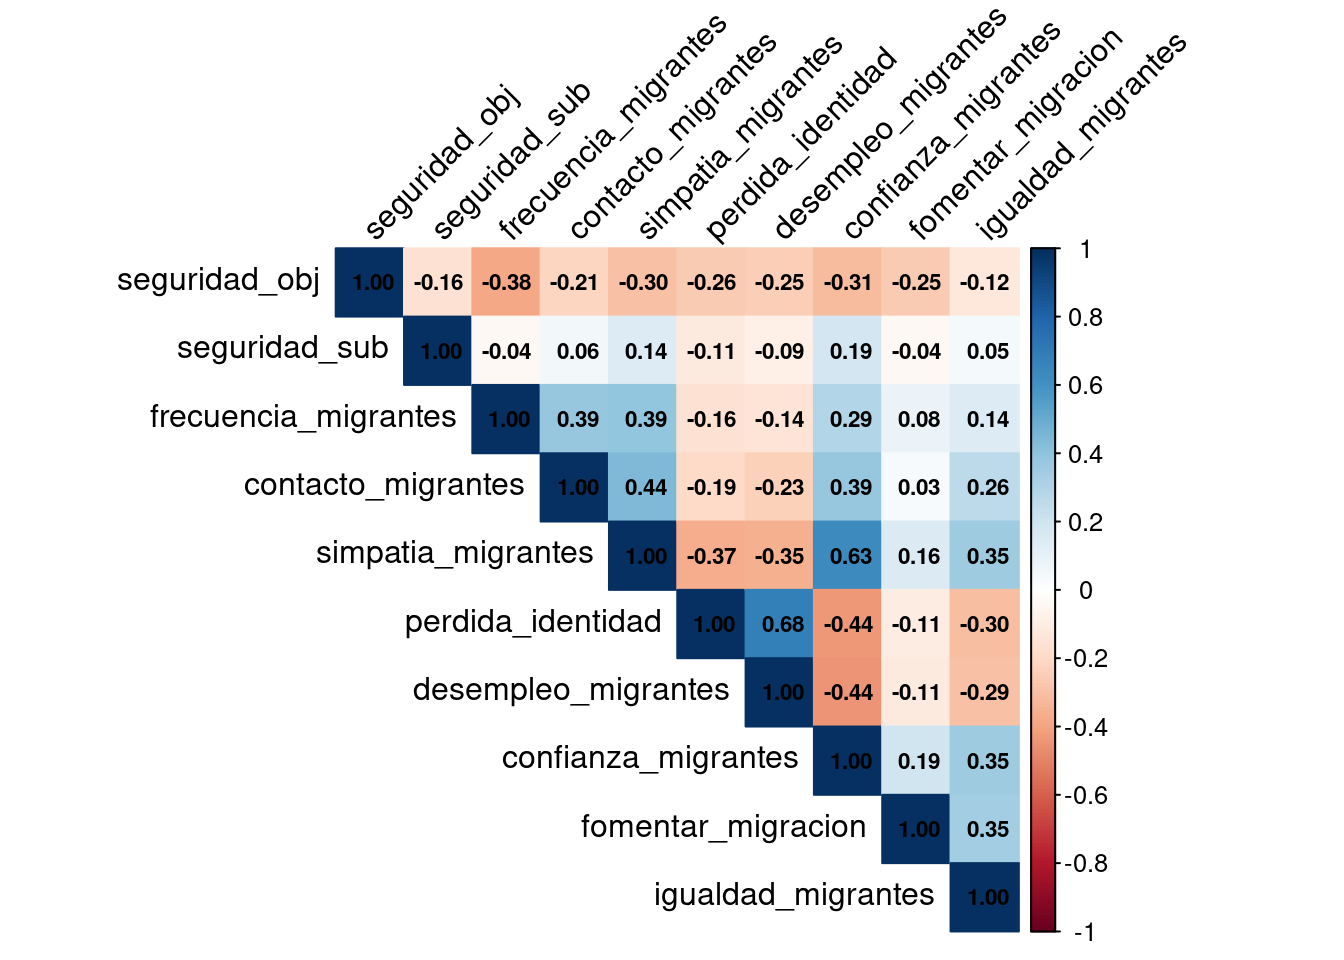 seguridad_obj
seguridad_sub
frecuencia_migrantes
contacto_migrantes
simpatia_migrantes
perdida_identidad
desempleo_migrantes
confianza_migrantes
fomentar_migracion
igualdad_migrantes
seguridad_obj 1.00 -0.16 -0.38 -0.21 -0.30 -0.26 -0.25 -0.31 -0.25 -0.12
seguridad_sub 1.00 -0.04 0.06 0.14 -0.11 -0.09 0.19 -0.04 0.05
frecuencia_migrantes 1.00 0.39 0.39 -0.16 -0.14 0.29 0.08 0.14
contacto_migrantes 1.00 0.44 -0.19 -0.23 0.39 0.03 0.26
simpatia_migrantes 1.00 -0.37 -0.35 0.63 0.16 0.35
perdida_identidad 1.00 0.68 -0.44 -0.11 -0.30
desempleo_migrantes 1.00 -0.44 -0.11 -0.29
confianza_migrantes 1.00 0.19 0.35
fomentar_migracion 1.00 0.35
igualdad_migrantes 1.00
1
0.8
0.6
0.4
0.2
0
-0.2
-0.4
-0.6
-0.8
-1